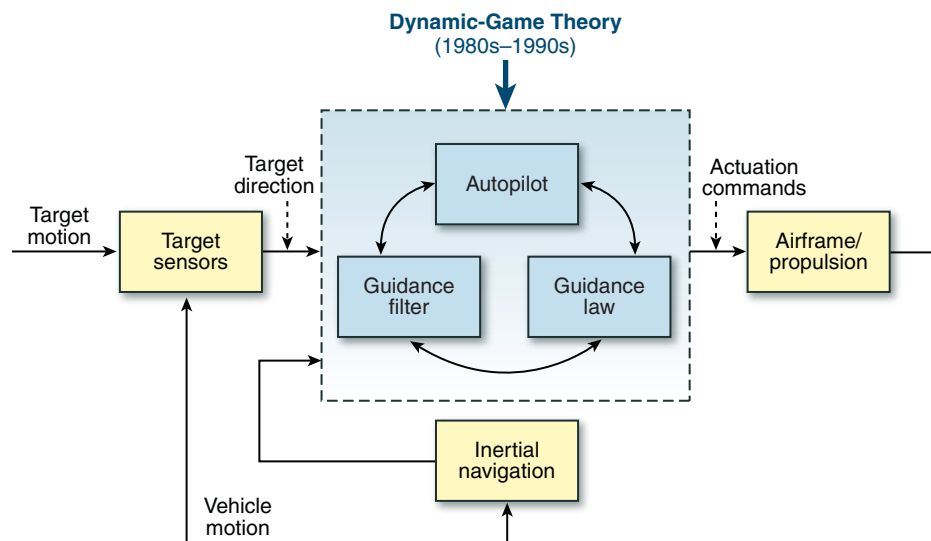 Dynamic-Game Theory
(1980s–1990s)
Target
direction
Autopilot
Actuation
commands
Target
motion
Target
sensors
Airframe/
propulsion
Guidance
filter
Guidance
law
Inertial
navigation
Vehicle
motion